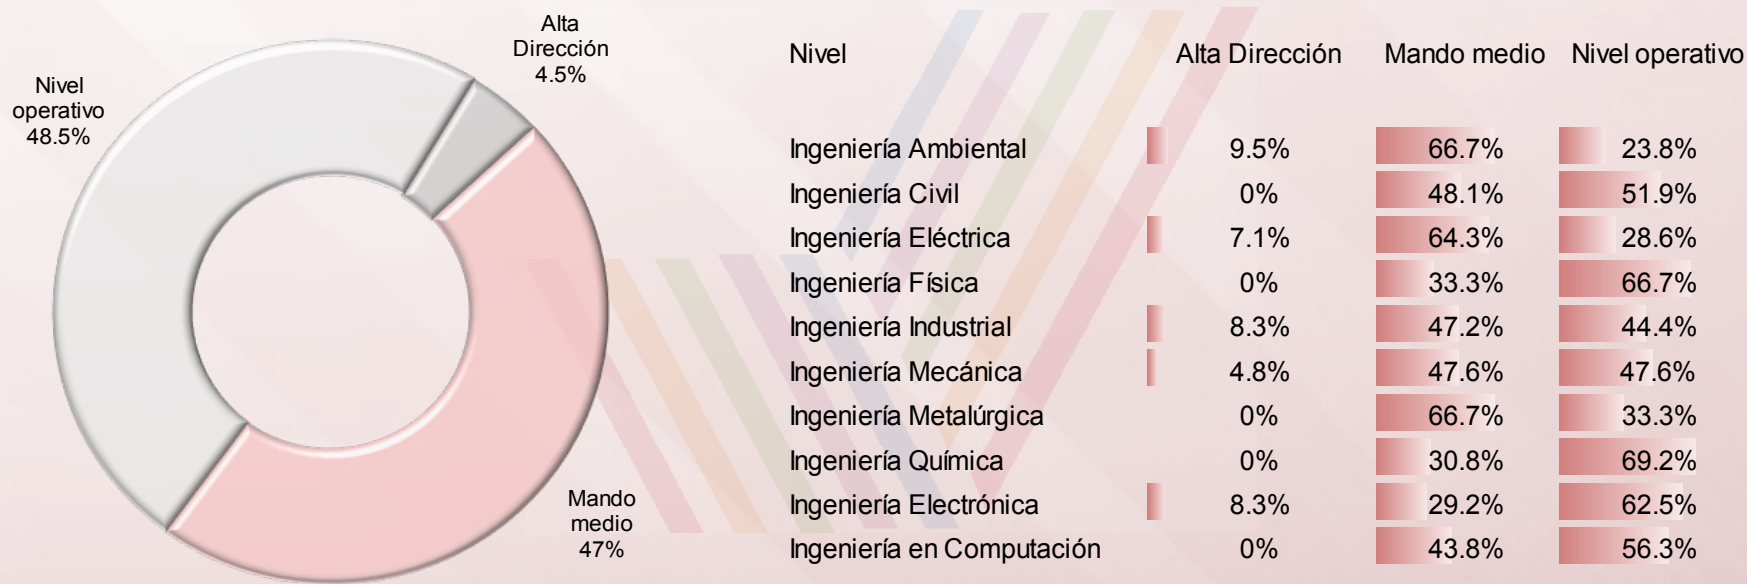 Alta
Dirección
4.5%
Nivel
operativo
48.5%
Mando
medio
47%
Nivel Alta Dirección Mando medio Nivel operativo
Ingeniería Ambiental 9.5% 66.7% 23.8%
Ingeniería Civil 0% 48.1% 51.9%
Ingeniería Eléctrica 7.1% 64.3% 28.6%
Ingeniería Física 0% 33.3% 66.7%
Ingeniería Industrial 8.3% 47.2% 44.4%
Ingeniería Mecánica 4.8% 47.6% 47.6%
Ingeniería Metalúrgica 0% 66.7% 33.3%
Ingeniería Química 0% 30.8% 69.2%
Ingeniería Electrónica 8.3% 29.2% 62.5%
Ingeniería en Computación 0% 43.8% 56.3%